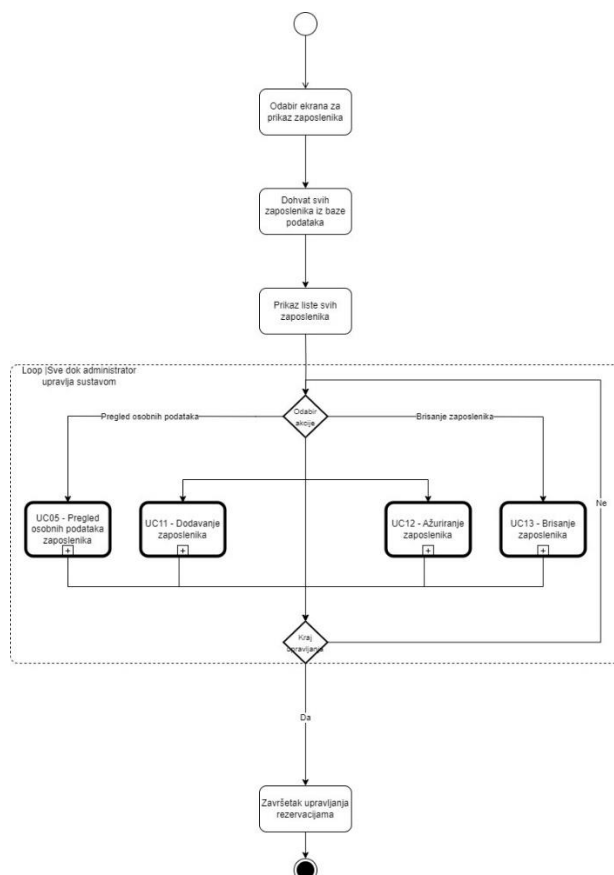 Odabir ekrana za
prikaz zaposlenika
Dohvat svih
zaposlenika iz baze
podataka
Prikaz liste svih
zaposlenika
Loop |Sve dok administrator
upravlja sustavom
Odabir
akcije
Pregled osobnih podataka
Brisanje zaposlenika
UC05 - Pregled
osobnih podataka
zaposlenika
+
UC11 - Dodavanje
zaposlenika
+
UC12 - Ažuriranje
zaposlenika
+
UC13 - Brisanje
zaposlenika
+
Ne
Kraj
upravljanja
Da
Završetak upravljanja
rezervacijama